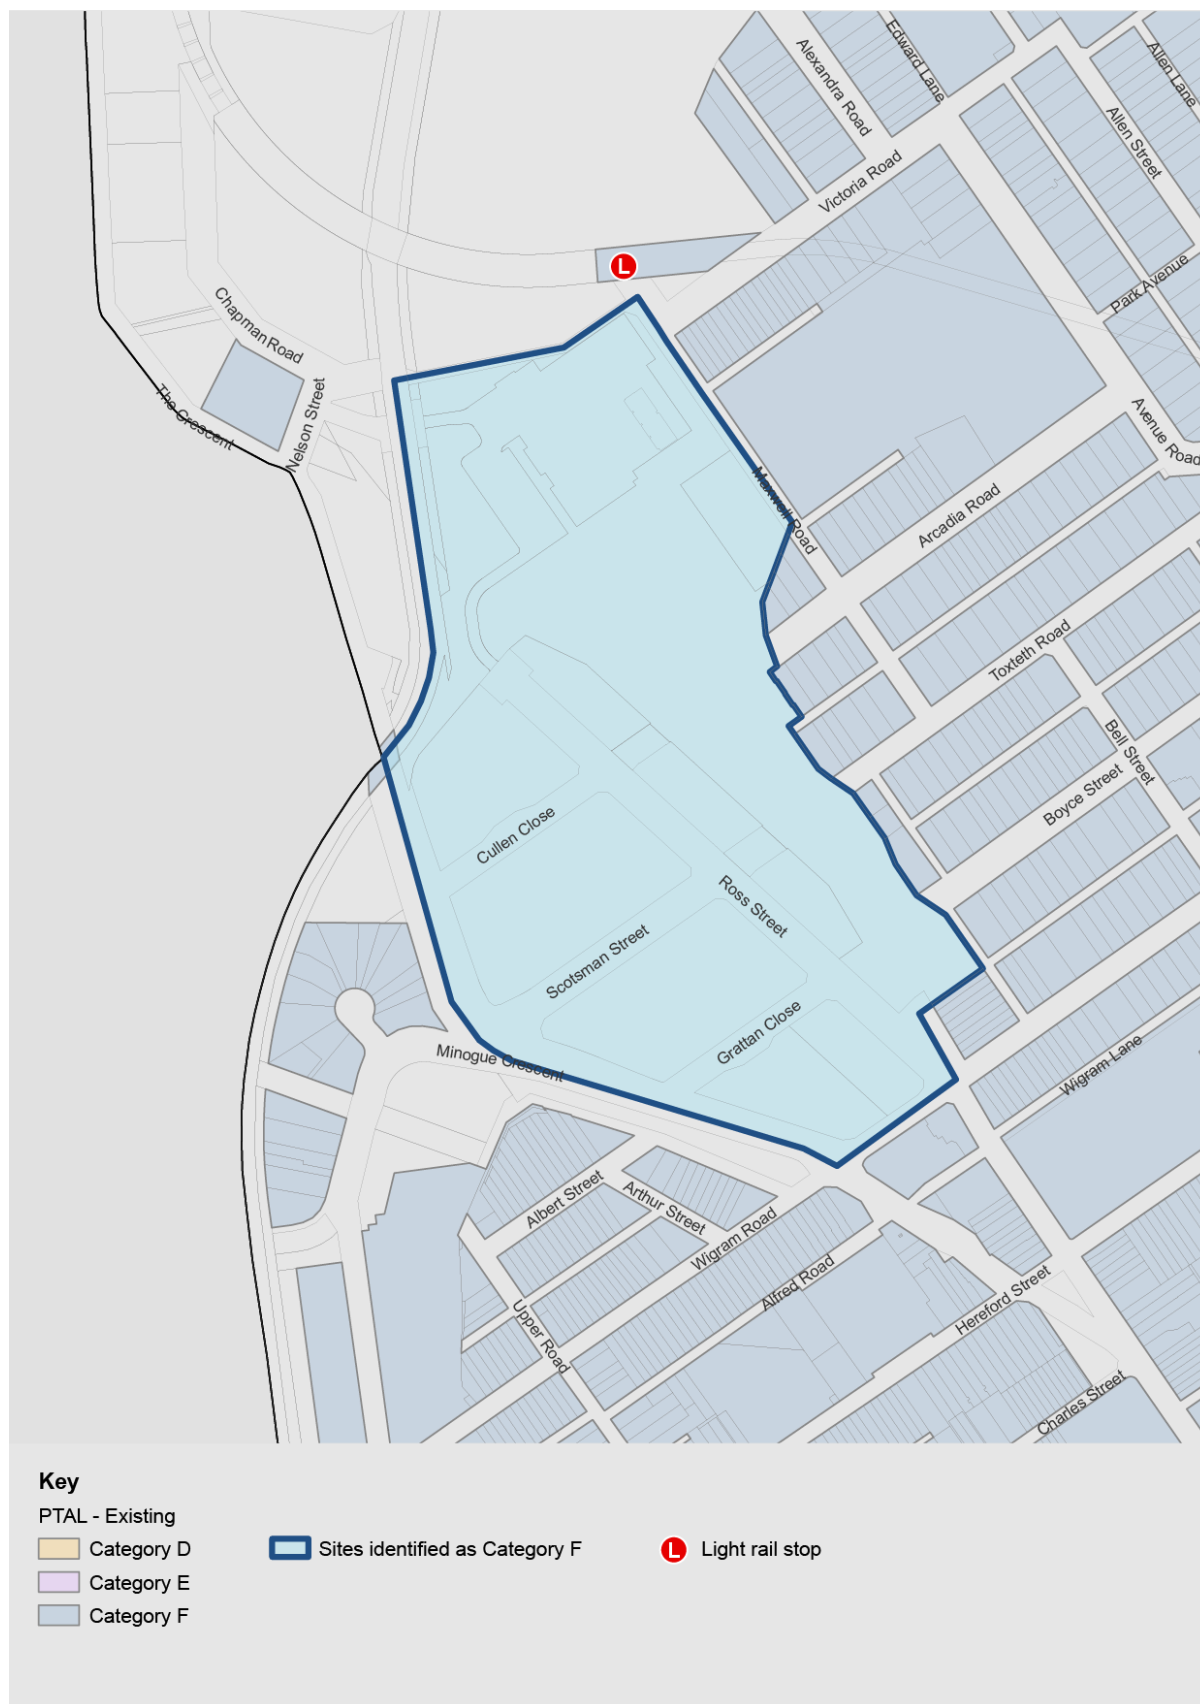 Edward Lane
Alexandra Road
Allen Lane
Allen Street
Victoria Road
Park Avenue
L
Chapman Road
The Crescent
Nelson Street
Avenue Road
Maxwell Road
Arcadia Road
Toxteth Road
Bell Street
Boyce Street
Cullen Close
Ross Street
Scotsman Street
Grattan Close
Minogue Crescent
Wigram Lane
Albert Street
Arthur Street
Wigram Road
Alfred Road
Upper Road
Hereford Street
Charles Street
Key
PTAL - Existing
Category D
Sites identified as Category F
L Light rail stop
Category E
Category F